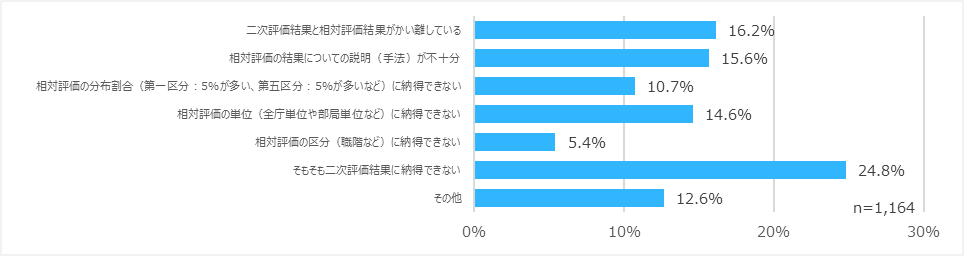 二次評価結果と相対評価結果がかい離している 16.2%
相対評価の結果についての説明（手法）が不十分 15.6%
相対評価の分布割合（第一区分：5%が多い、第五区分：5%が多いなど）に納得できない 10.7%
相対評価の単位（全庁単位や部局単位など）に納得できない 14.6%
相対評価の区分（職階など）に納得できない 5.4%
そもそも二次評価結果に納得できない 24.8%
その他 12.6%
n=1,164
0% 10% 20% 30%